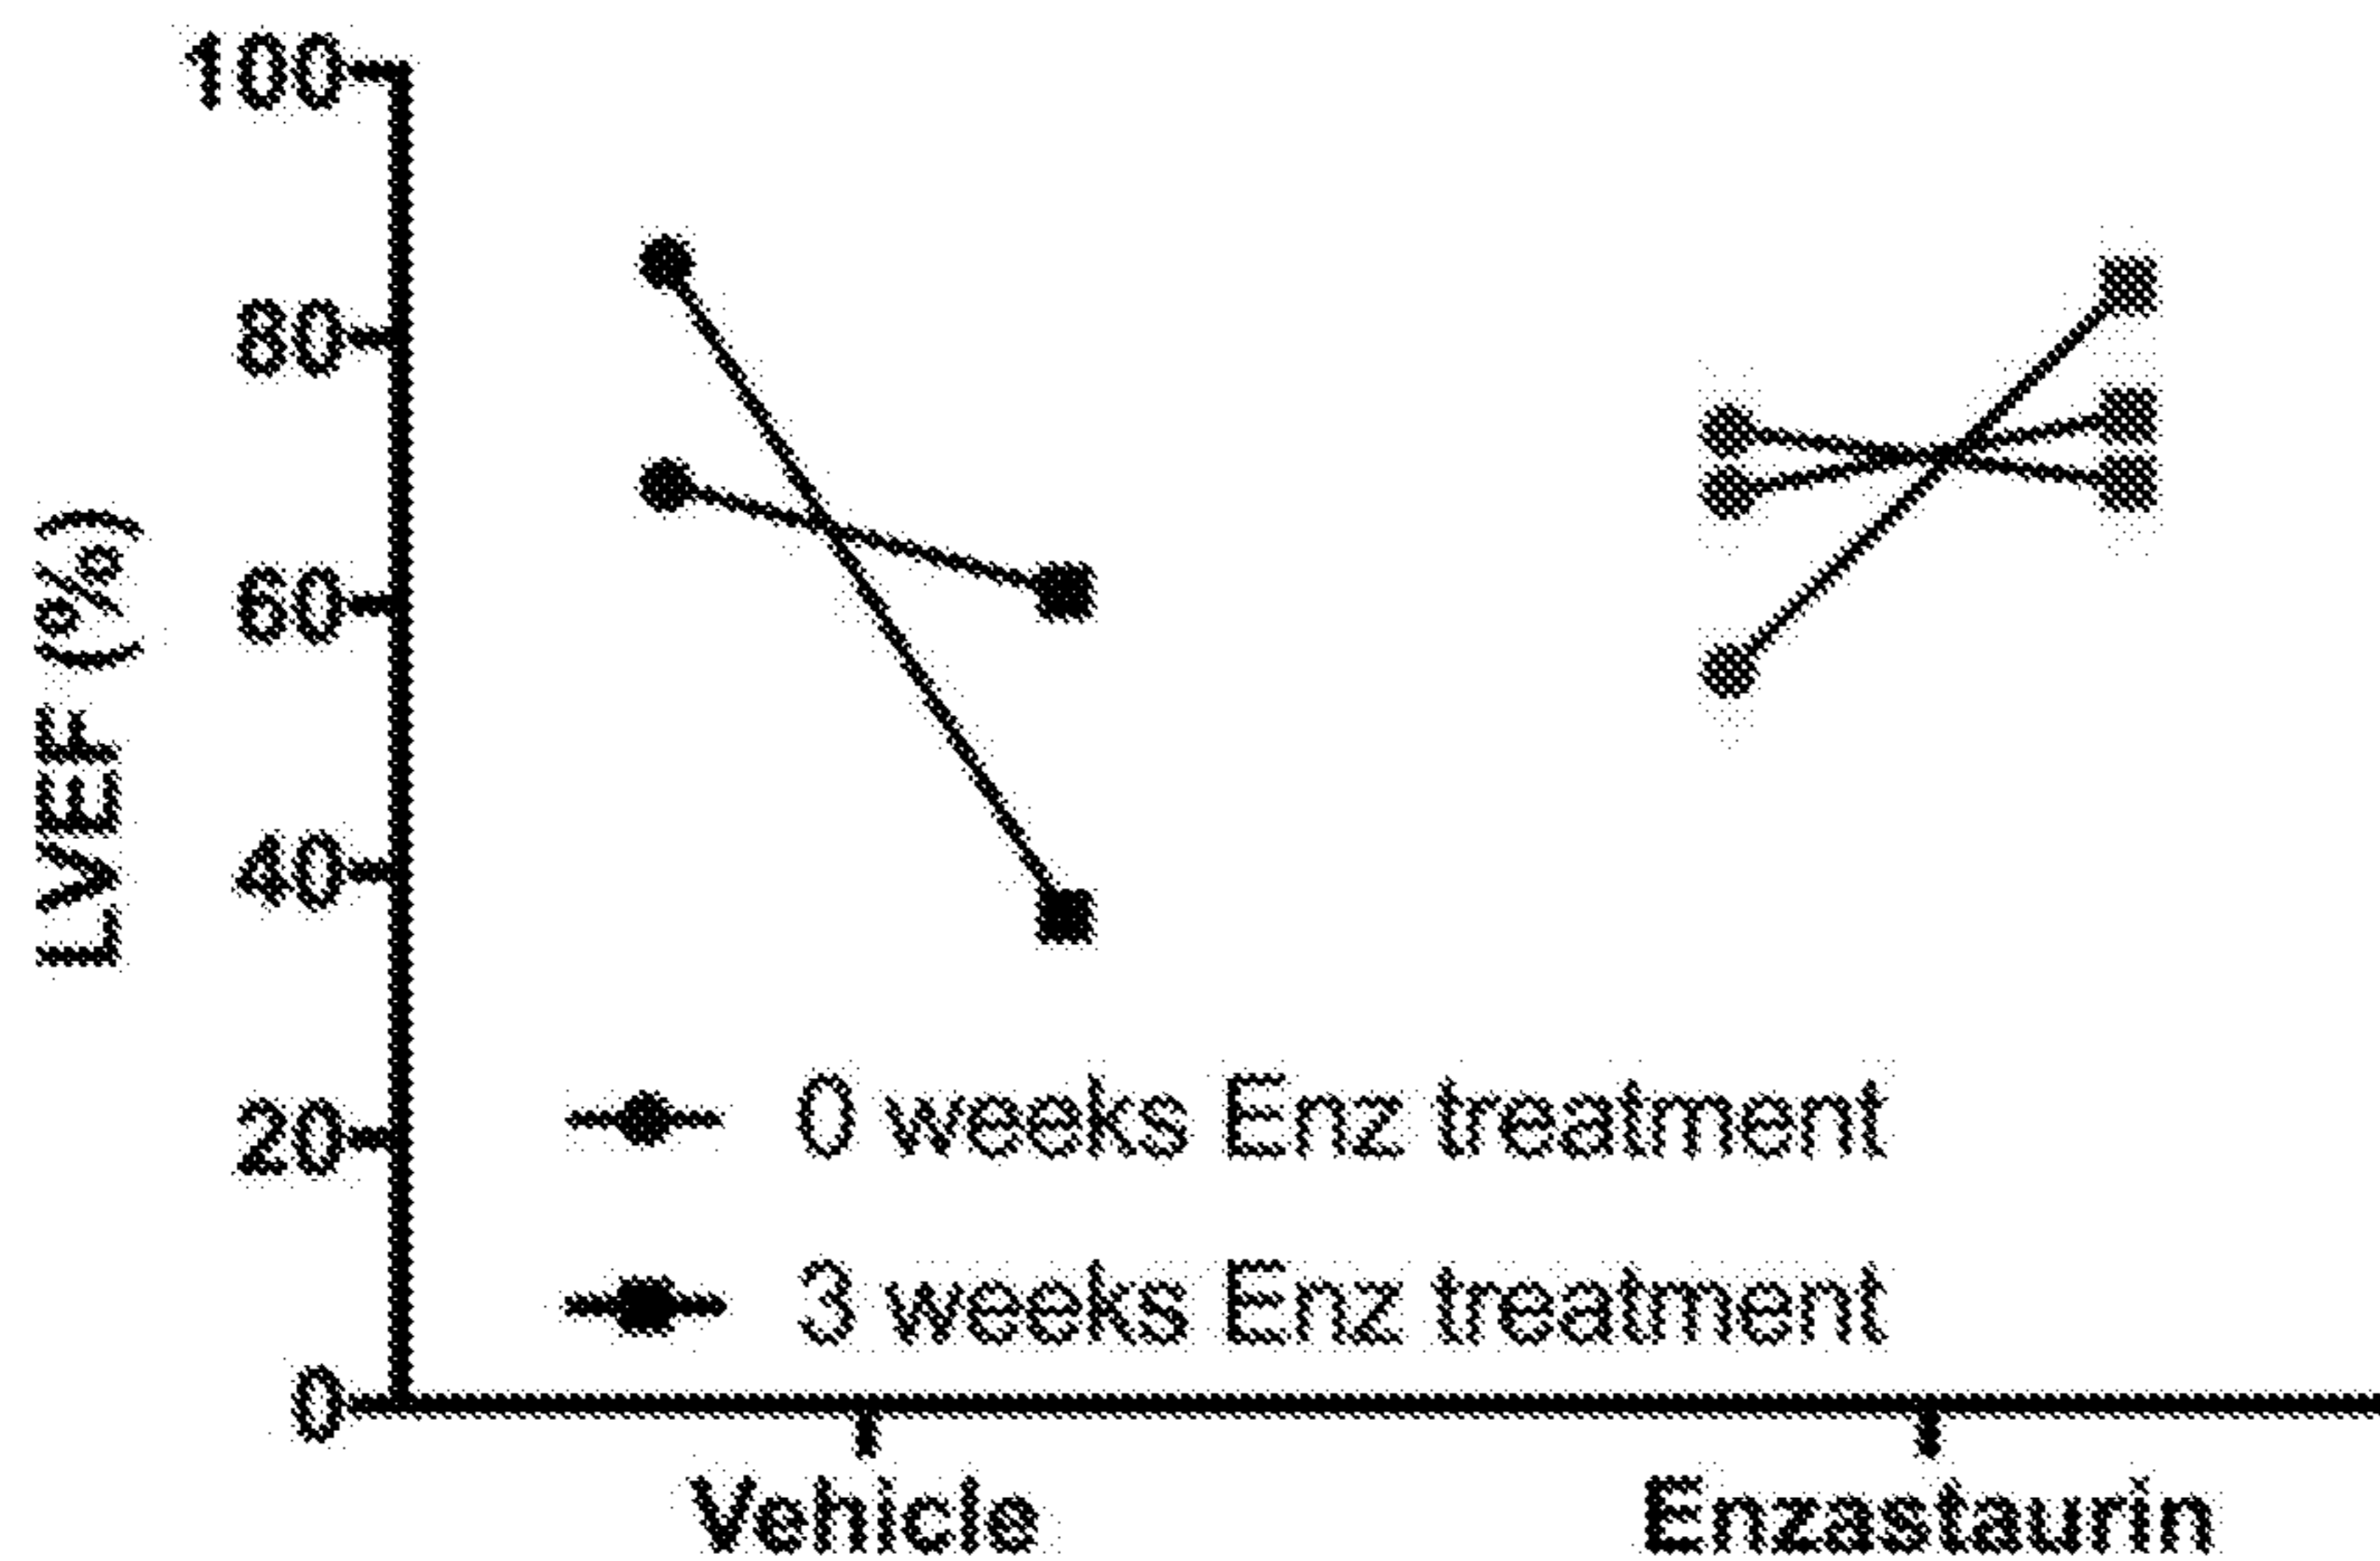 100
80
60
40
20
0
LVEF (%)
0 weeks Enz treatment
3 weeks Enz treatment
Vehicle
Enzastaurin